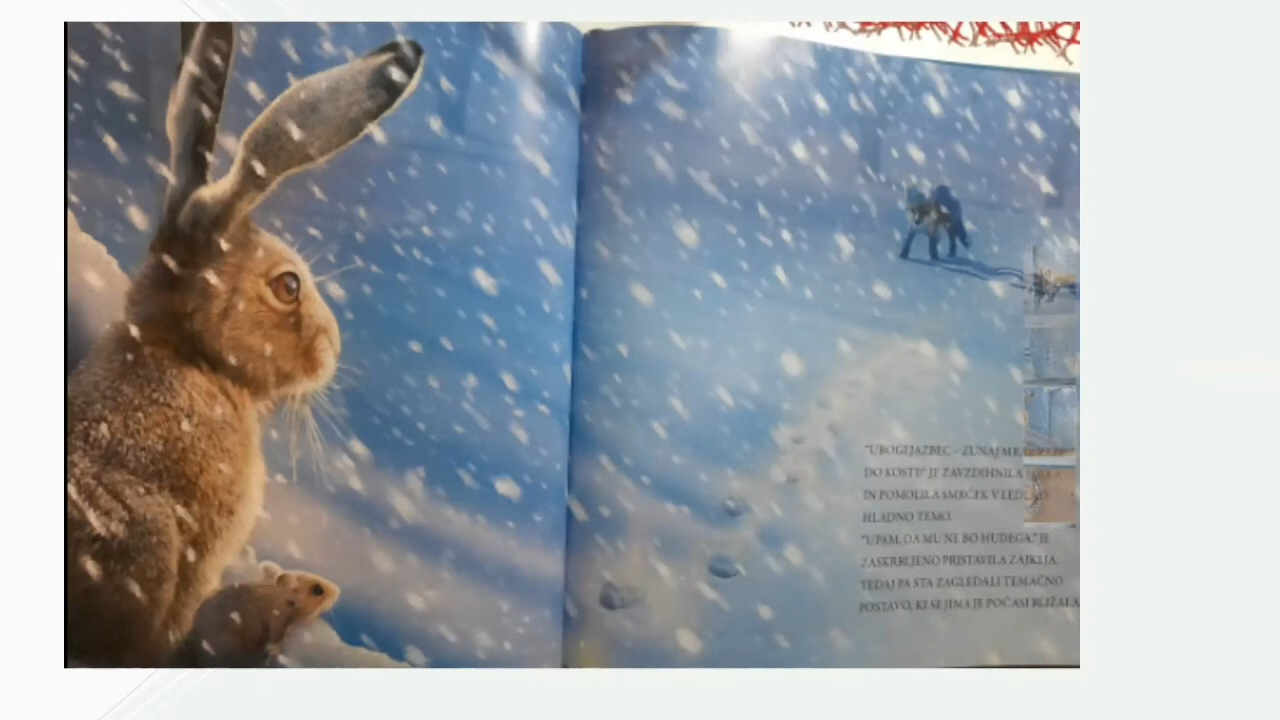 "UBOGI JAZBEC – ZUNAJ
DO KOSTI!" JE ZAVZDIHNILA
IN POMOLILA SMRČEK V
HLADNO TEMO.
"UPAM, DA MU NE BO HUDEGA," JE
ZASKRBLJENO PRISTAVILA ZAJKLJA.
TEDAJ PA STA ZAGLEDALI TEMAČNO
POSTAVO, KI SE JIMA JE POČASI BLIŽALA.